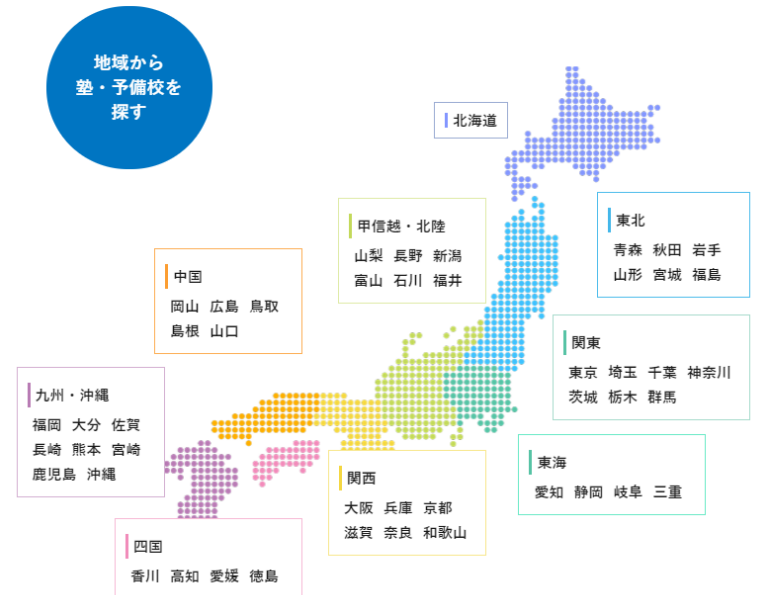 地域から
塾・予備校を
探す
北海道
東北
青森 秋田 岩手
山形 宮城 福島
甲信越・北陸
山梨 長野 新潟
富山 石川 福井
中国
岡山 広島 鳥取
島根 山口
関東
東京 埼玉 千葉 神奈川
茨城 栃木 群馬
九州・沖縄
福岡 大分 佐賀
長崎 熊本 宮崎
鹿児島 沖縄
東海
愛知 静岡 岐阜 三重
関西
大阪 兵庫 京都
滋賀 奈良 和歌山
四国
香川 高知 愛媛 徳島